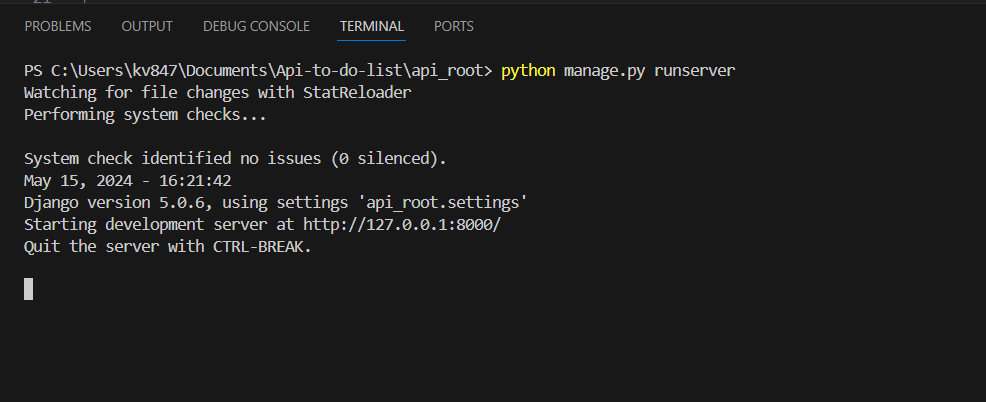 PROBLEMS OUTPUT DEBUG CONSOLE TERMINAL PORTS
PS C:\Users\kv847\Documents\Api-to-do-list\api_root> python manage.py runserver
Watching for file changes with StatReloader
Performing system checks...
System check identified no issues (0 silenced).
May 15, 2024 - 16:21:42
Django version 5.0.6, using settings 'api_root.settings'
Starting development server at http://127.0.0.1:8000/
Quit the server with CTRL-BREAK.